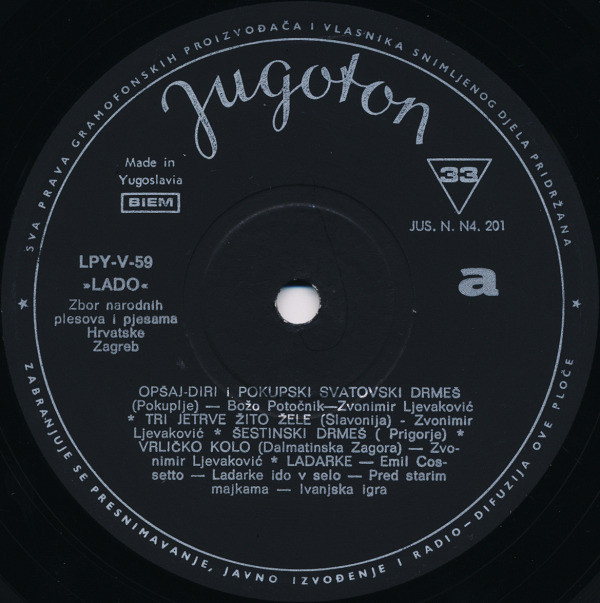 SVA PRAVA GRAMOFONSKIH PROIZVOĐAČA I VLASNIKA SNIMLJENOG DJELA PRIDRŽANA
Jugoton
Made in
Yugoslavia
BIEM
33
JUS. N. N4. 201
LPY-V-59
»LADO«
Zbor narodnih
plesova i pjesama
Hrvatske
Zagreb
a
OPŠAJ-DIRI i POKUPSKI SVATOVSKI DRMEŠ
(Pokuplje) — Božo Potočnik—Zvonimir Ljevaković
* TRI JETRVE ŽITO ŽELE (Slavonija) - Zvonimir
Ljevaković * ŠESTINSKI DRMEŠ ( Prigorje) *
VRLIČKO KOLO (Dalmatinska Zagora) — Zvo-
nimir Ljevaković * LADARKE — Emil Cos-
setto — Ladarke ido v selo — Pred starim
majkama — Ivanjska igra
ZABRANJUJE SE PRESNIMAVANJE, JAVNO IZVOĐENJE I RADIO-DIFUZIJA OVE PLOČE